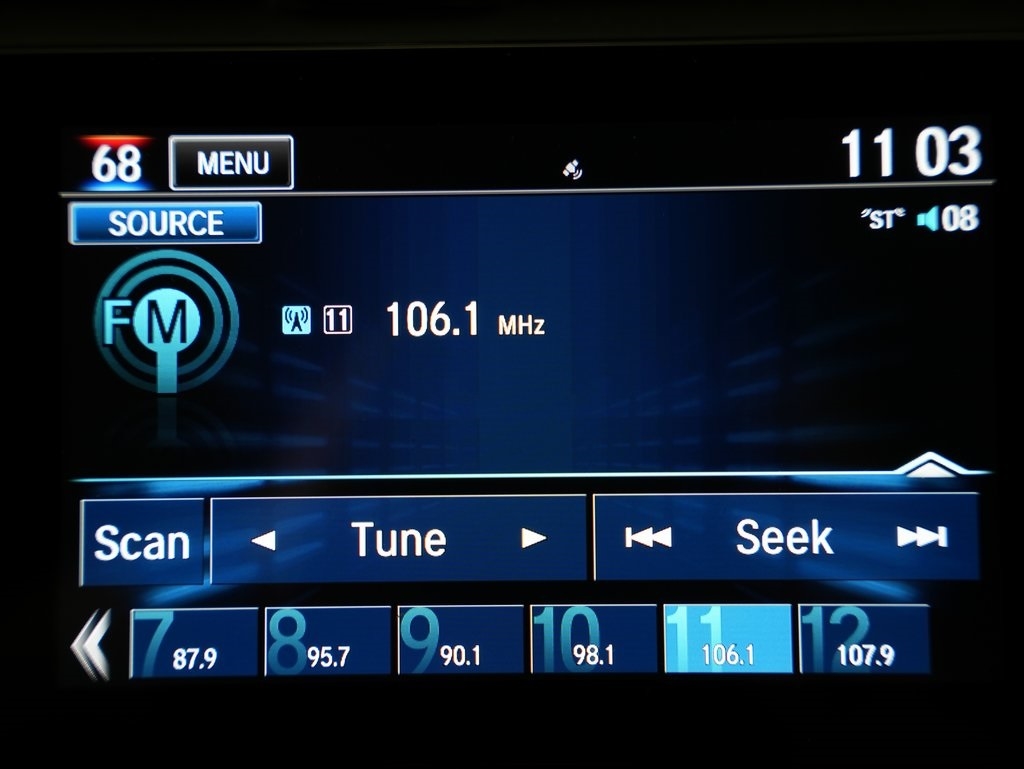 68 MENU 11 03
SOURCE "ST" 08
FM 11 106.1 MHz
Scan Tune Seek
7 87.9 8 95.7 9 90.1 10 98.1 11 106.1 12 107.9